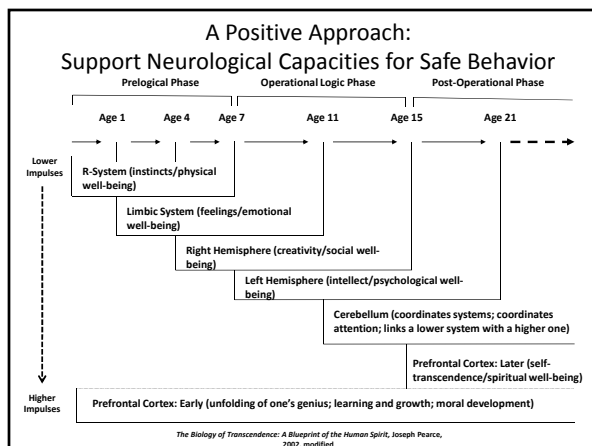 A Positive Approach:
Support Neurological Capacities for Safe Behavior
Prelogical Phase
Operational Logic Phase
Post-Operational Phase
Age 1
Age 4
Age 7
Age 11
Age 15
Age 21
Lower
Impulses
R-System (instincts/physical
well-being)
Limbic System (feelings/emotional
well-being)
Right Hemisphere (creativity/social well-
being)
Left Hemisphere (intellect/psychological well-
being)
Cerebellum (coordinates systems; coordinates
attention; links a lower system with a higher one)
Prefrontal Cortex: Later (self-
transcendence/spiritual well-being)
Higher
Impulses
Prefrontal Cortex: Early (unfolding of one's genius; learning and growth; moral development)
The Biology of Transcendence: A Blueprint of the Human Spirit, Joseph Pearce,
2002, modified